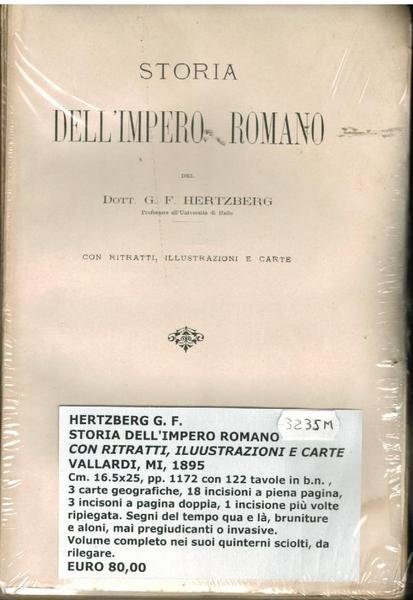 STORIA
DELL'IMPERO ROMANO
DEL
DOTT. G. F. HERTZBERG
Professore all'Università di Halle
CON RITRATTI, ILLUSTRAZIONI E CARTE
3235M
HERTZBERG G. F.
STORIA DELL'IMPERO ROMANO
CON RITRATTI, ILUUSTRAZIONI E CARTE
VALLARDI, MI, 1895
Cm. 16.5x25, pp. 1172 con 122 tavole in b.n. ,
3 carte geografiche, 18 incisioni a piena pagina,
3 incisoni a pagina doppia, 1 incisione più volte
ripiegata. Segni del tempo qua e là, bruniture
e aloni, mai pregiudicanti o invasive.
Volume completo nei suoi quinterni sciolti, da
rilegare.
EURO 80,00